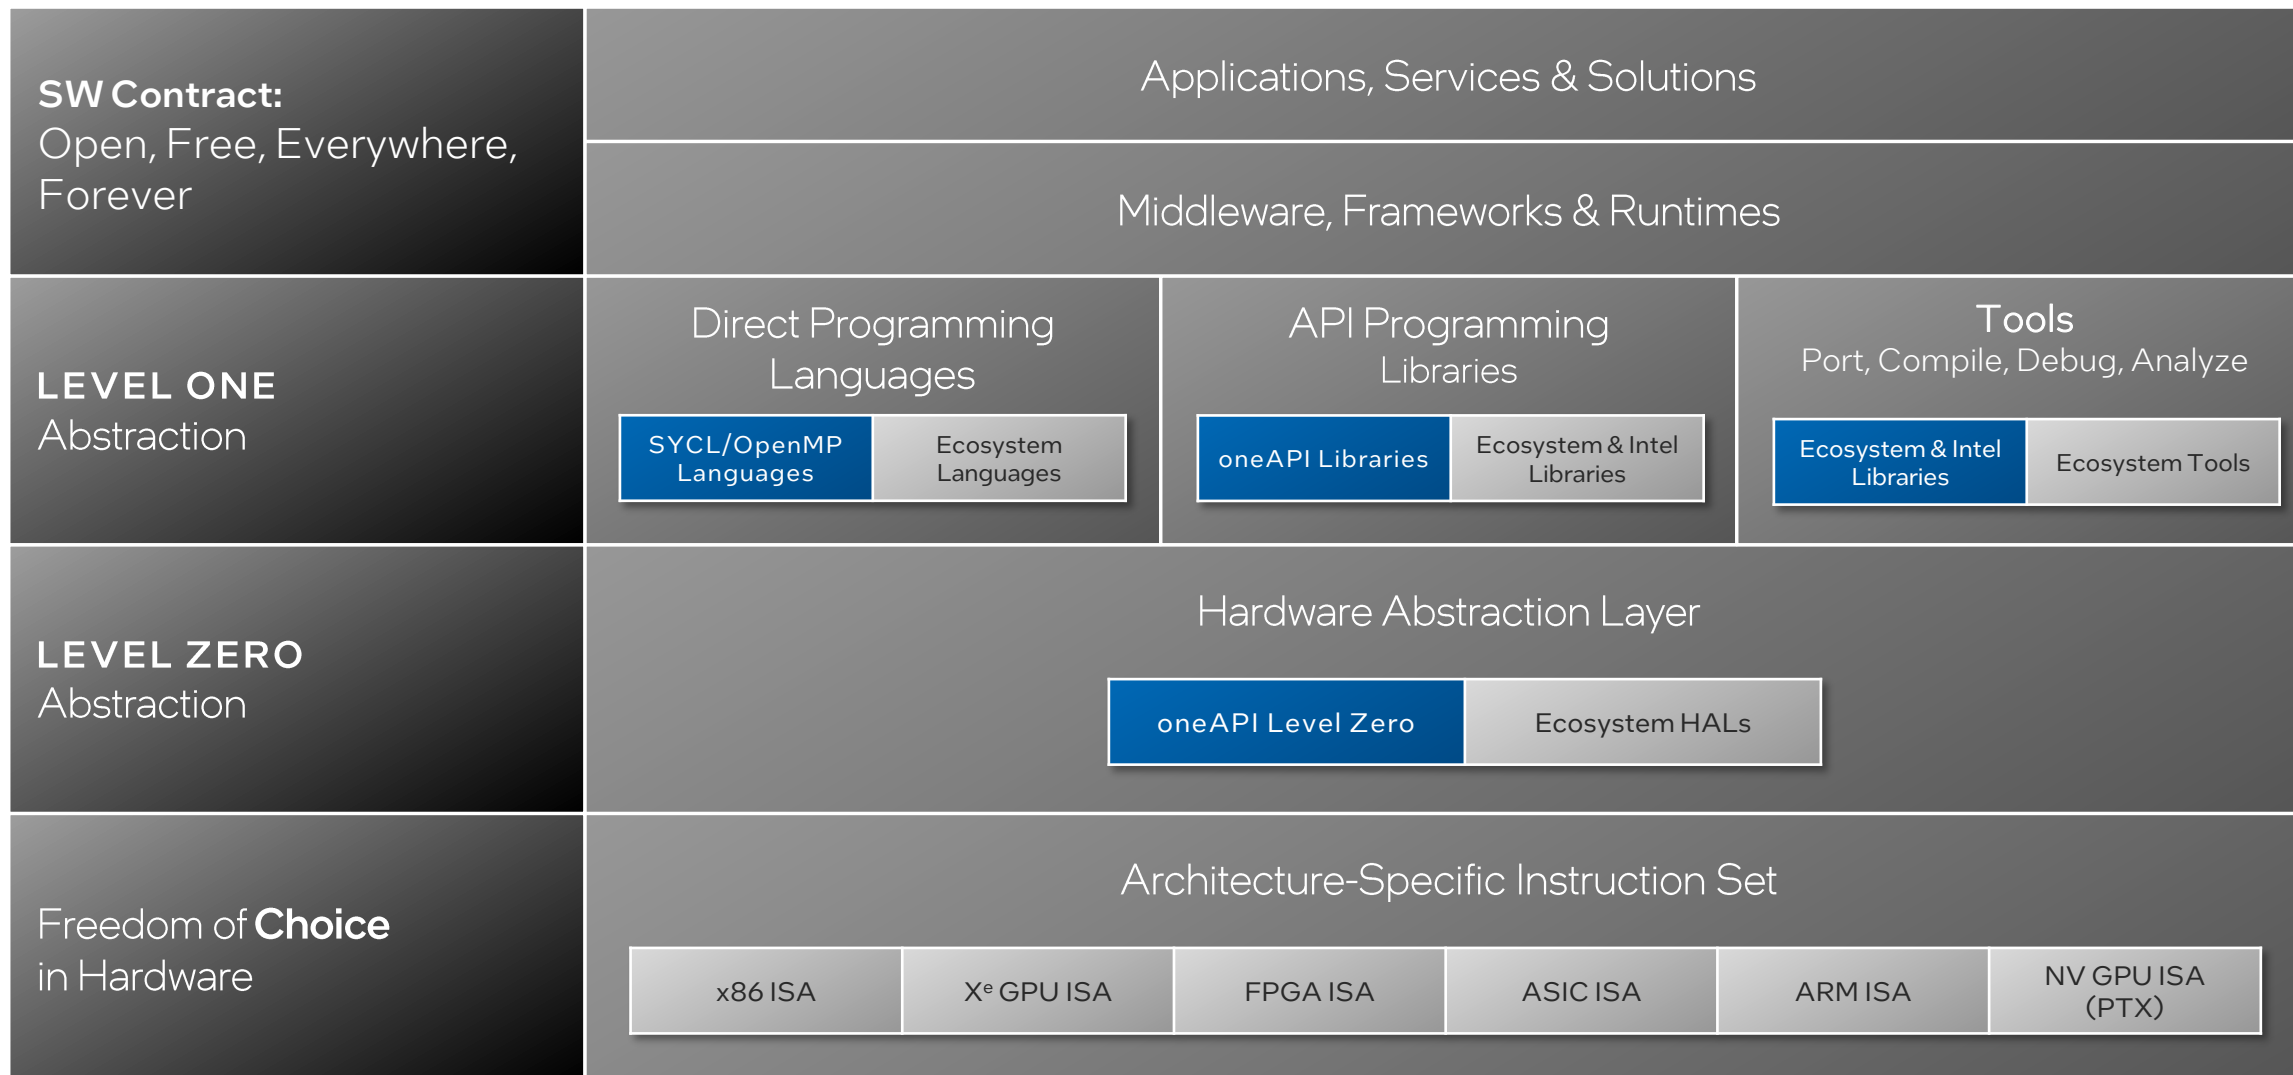 SW Contract:
Open, Free, Everywhere,
Forever
Applications, Services & Solutions
Middleware, Frameworks & Runtimes
LEVEL ONE
Abstraction
Direct Programming
Languages
SYCL/OpenMP
Languages
Ecosystem
Languages
API Programming
Libraries
oneAPI Libraries
Ecosystem & Intel
Libraries
Tools
Port, Compile, Debug, Analyze
Ecosystem & Intel
Libraries
Ecosystem Tools
LEVEL ZERO
Abstraction
Hardware Abstraction Layer
oneAPI Level Zero
Ecosystem HALs
Freedom of Choice
in Hardware
Architecture-Specific Instruction Set
x86 ISA
Xᵉ GPU ISA
FPGA ISA
ASIC ISA
ARM ISA
NV GPU ISA
(PTX)